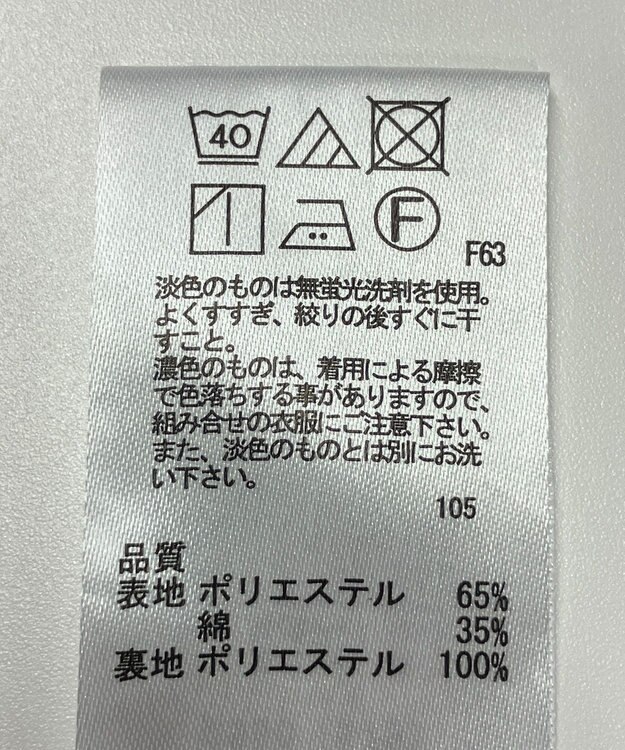 40
F
F63
淡色のものは無蛍光洗剤を使用。
よくすすぎ、絞りの後すぐに干
すこと。
濃色のものは、着用による摩擦
で色落ちする事がありますので、
組み合せの衣服にご注意下さい。
また、淡色のものとは別にお洗
い下さい。
105
品質
表地 ポリエステル 65%
綿 35%
裏地 ポリエステル 100%